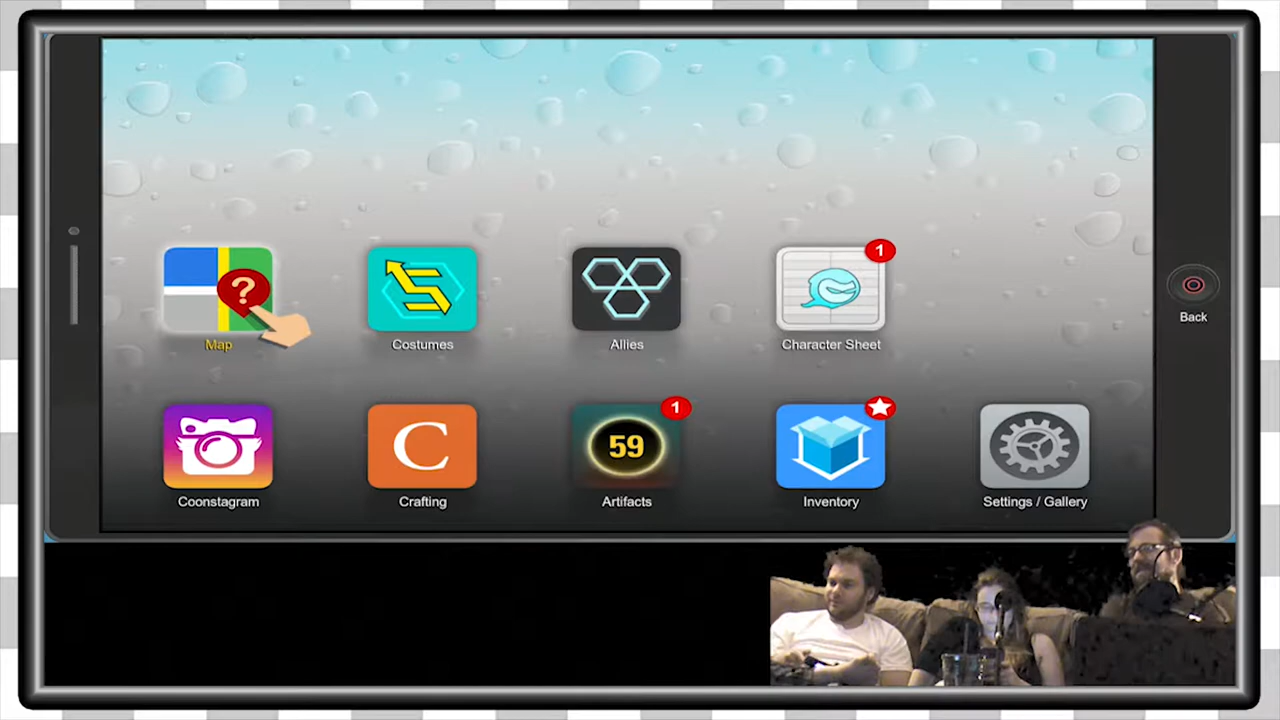 ?
1
Back
Map
Costumes
Allies
Character Sheet
C
59
1
Coonstagram
Crafting
Artifacts
Inventory
Settings / Gallery